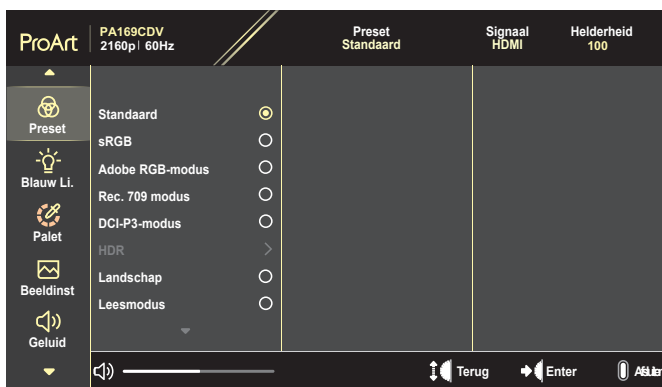 ProArt
PA169CDV
2160p| 60Hz
Preset
Standaard
Signaal
HDMI
Helderheid
100
Preset
Blauw Li.
Palet
Beeldinst
Geluid
Standaard
sRGB
Adobe RGB-modus
Rec. 709 modus
DCI-P3-modus
HDR
Landschap
Leesmodus
Terug
Enter